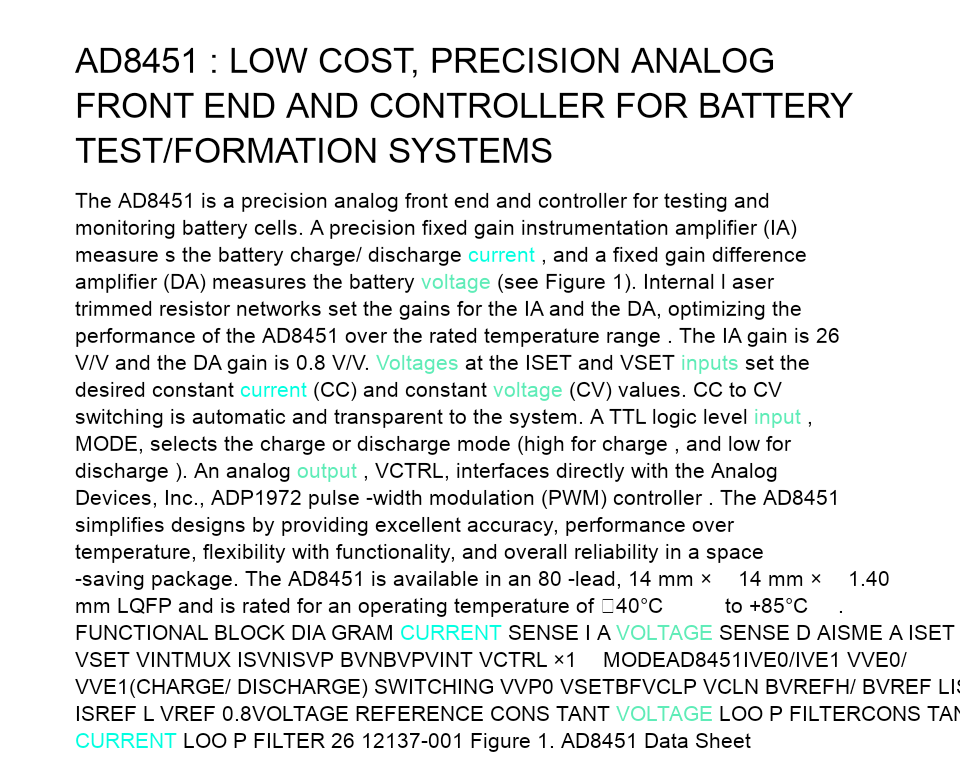 AD8451 : LOW COST, PRECISION ANALOG
FRONT END AND CONTROLLER FOR BATTERY
TEST/FORMATION SYSTEMS
The AD8451 is a precision analog front end and controller for testing and
monitoring battery cells. A precision fixed gain instrumentation amplifier (IA)
measure s the battery charge/ discharge current , and a fixed gain difference
amplifier (DA) measures the battery voltage (see Figure 1). Internal l aser
trimmed resistor networks set the gains for the IA and the DA, optimizing the
performance of the AD8451 over the rated temperature range . The IA gain is 26
V/V and the DA gain is 0.8 V/V. Voltages at the ISET and VSET inputs set the
desired constant current (CC) and constant voltage (CV) values. CC to CV
switching is automatic and transparent to the system. A TTL logic level input ,
MODE, selects the charge or discharge mode (high for charge , and low for
discharge ). An analog output , VCTRL, interfaces directly with the Analog
Devices, Inc., ADP1972 pulse -width modulation (PWM) controller . The AD8451
simplifies designs by providing excellent accuracy, performance over
temperature, flexibility with functionality, and overall reliability in a space
-saving package. The AD8451 is available in an 80 -lead, 14 mm × 14 mm × 1.40
mm LQFP and is rated for an operating temperature of 40°C to +85°C .
FUNCTIONAL BLOCK DIA GRAM CURRENT SENSE I A VOLTAGE SENSE D AISME A ISET
VSET VINTMUX ISVNISVP BVNBVPVINT VCTRL ×1 MODEAD8451IVE0/IVE1 VVE0/
VVE1(CHARGE/ DISCHARGE) SWITCHING VVP0 VSETBFVCLP VCLN BVREFH/ BVREF LIS
ISREF L VREF 0.8VOLTAGE REFERENCE CONS TANT VOLTAGE LOO P FILTERCONS TAN
CURRENT LOO P FILTER 26 12137-001 Figure 1. AD8451 Data Sheet